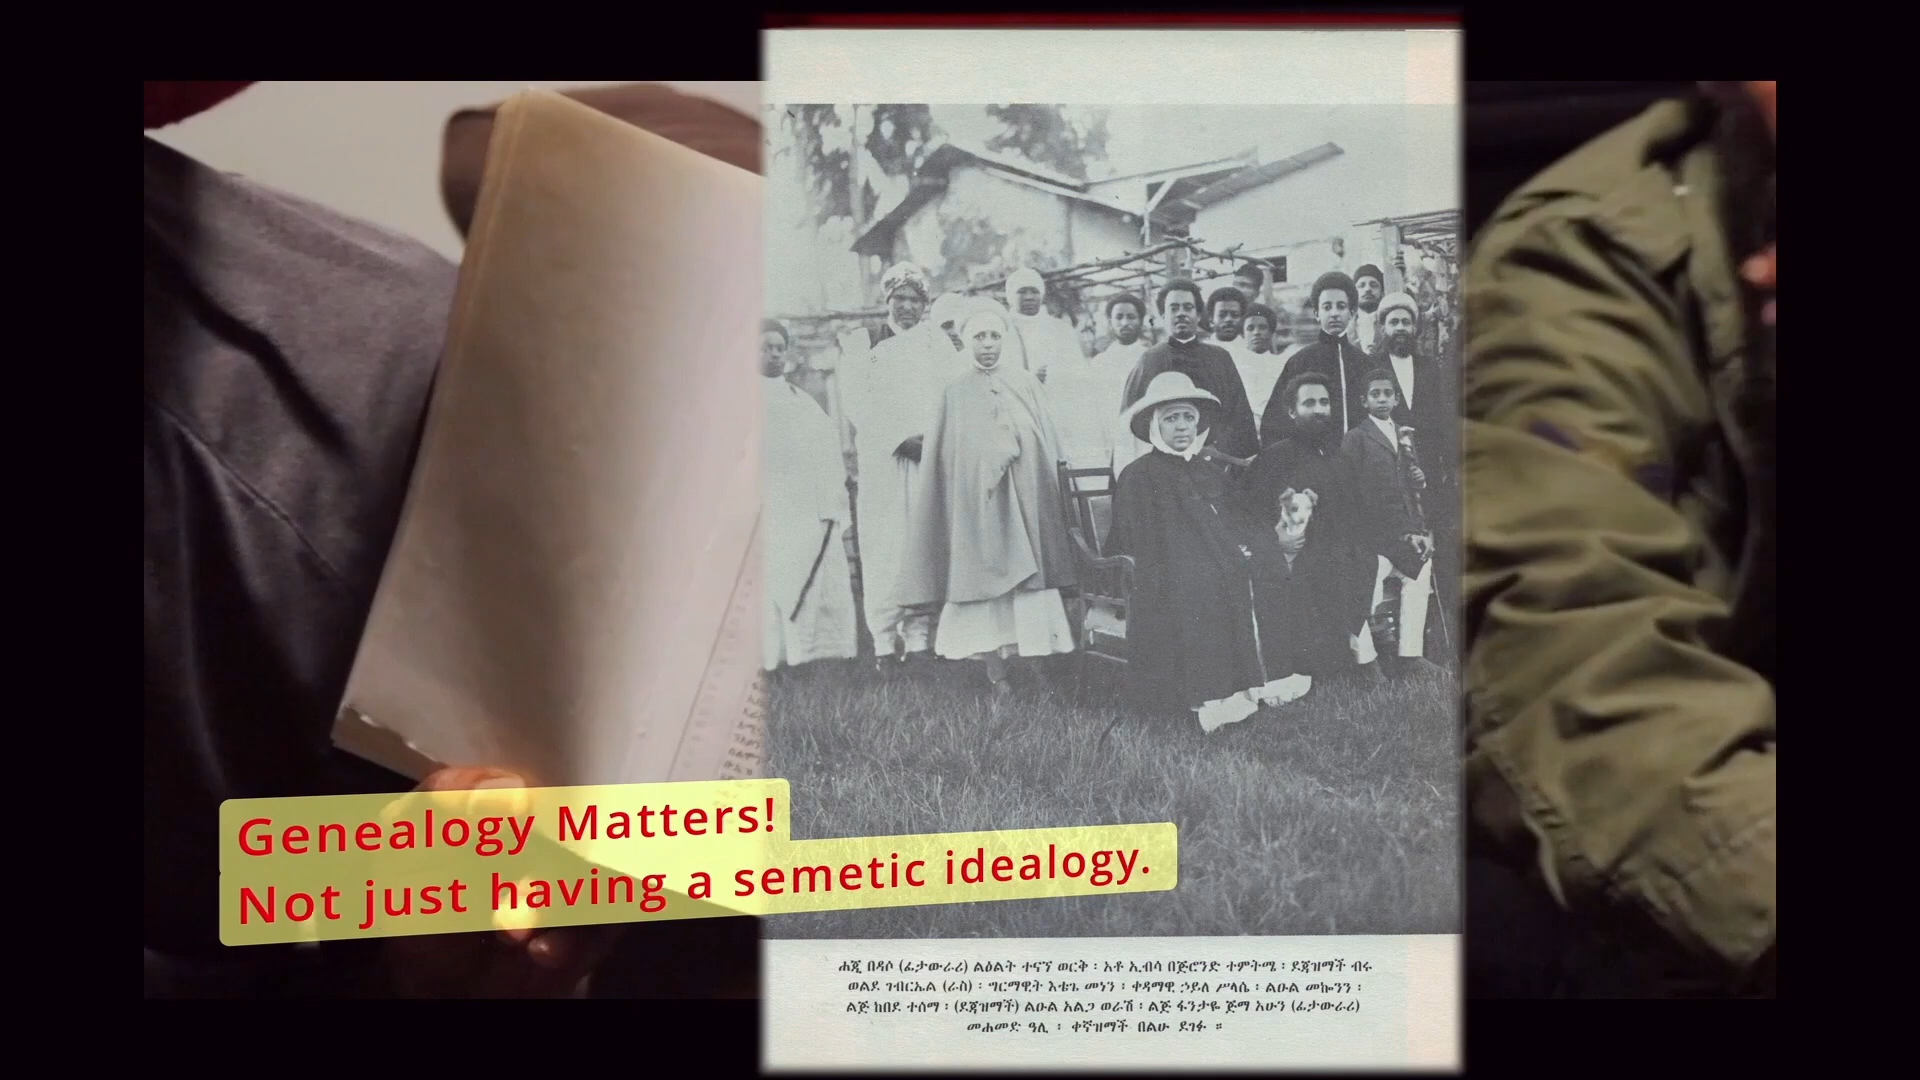 Genealogy Matters!
Not just having a semetic idealogy.
ሐጂ በዳሶ (ፊታውራሪ) ልዕልት ተናኘ ወርቅ ፡ አቶ ኢብሳ በጅሮንድ ተምትሜ ፡ ደጃዝማች ብሩ
ወልደ ገብርኤል (ራስ) ፡ ግርማዊት እቴጌ መነን ፡ ቀዳማዊ ኃይለ ሥላሴ ፡ ልዑል መኰንን ፡
ልጅ ከበደ ተሰማ ፡ (ደጃዝማች) ልዑል አልጋ ወራሽ ፡ ልጅ ፋንታዬ ጅማ አሁን (ፊታውራሪ)
መሐመድ ዓሊ ፡ ቀኛዝማች በልሁ ደገፉ ።